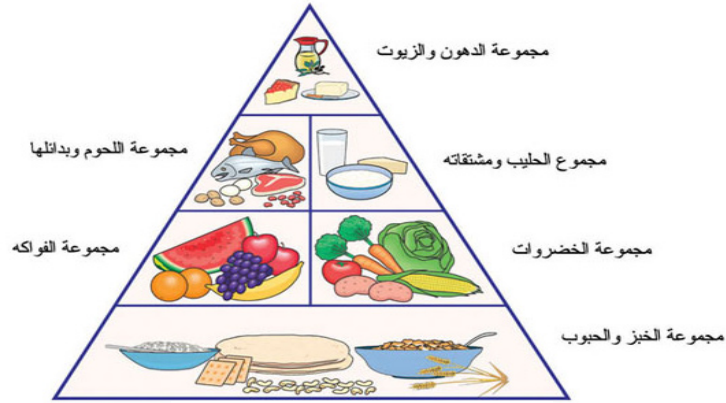 مجموعة الدهون والزيوت
مجموعة اللحوم وبدائلها
مجموع الحليب ومشتقاته
مجموعة الفواكه
مجموعة الخضروات
مجموعة الخبز والحبوب